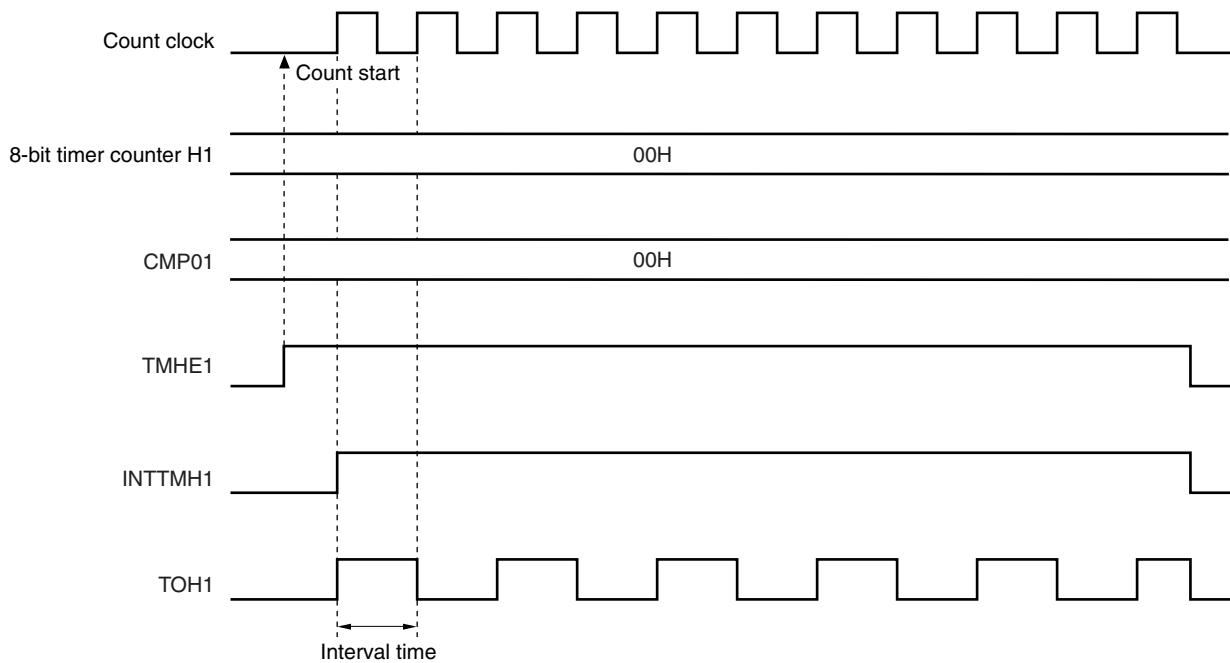 Count clock
Count start
8-bit timer counter H1
00H
CMP01
00H
TMHE1
INTTMH1
TOH1
Interval time